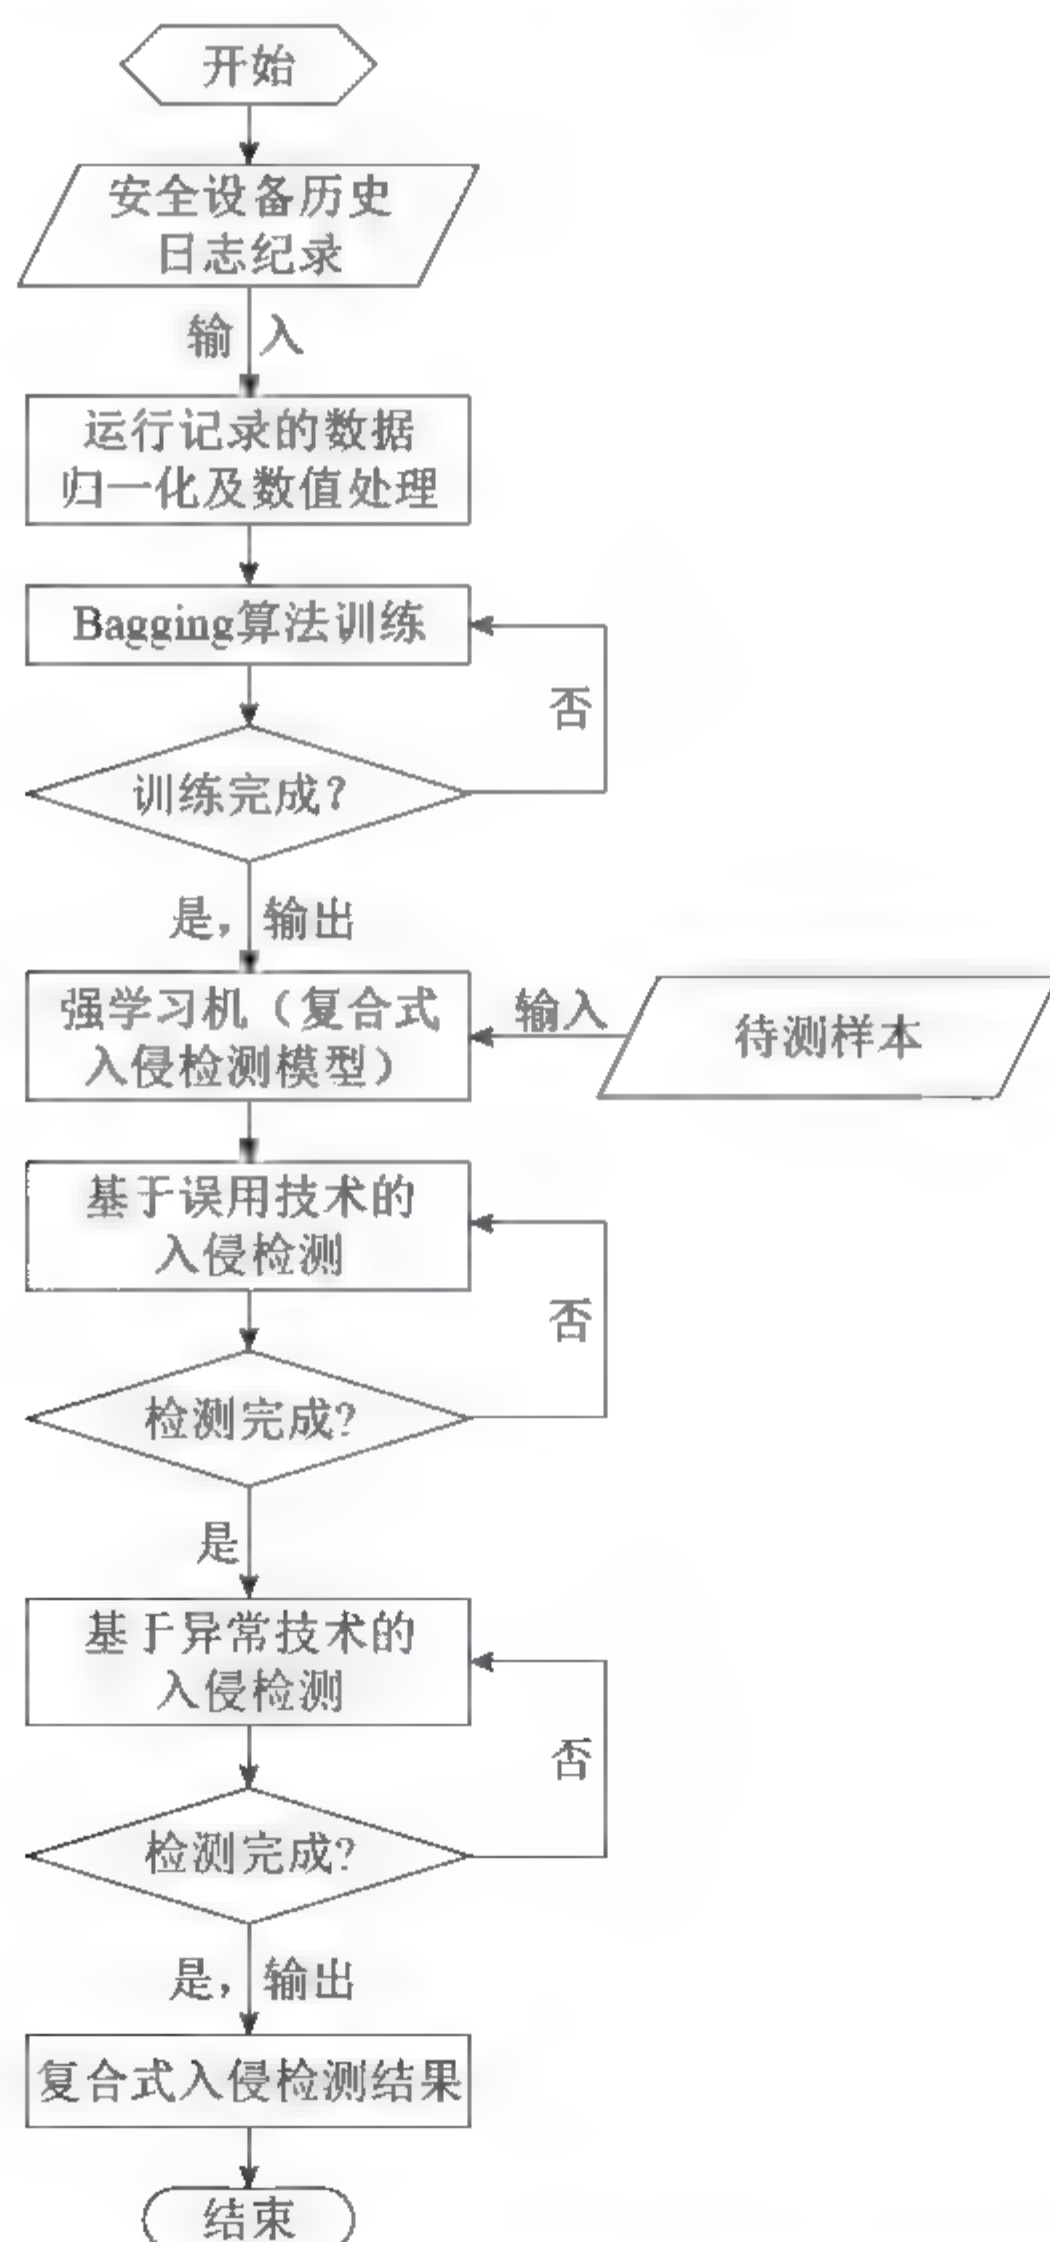 开始
安全设备历史
日志纪录
输入
运行记录的数据
归一化及数值处理
Bagging算法训练
否
训练完成？
是，输出
强学习机（复合式
入侵检测模型）
输入
待测样本
基于误用技术的
入侵检测
否
检测完成?
是
基于异常技术的
入侵检测
否
检测完成?
是，输出
复合式入侵检测结果
结束